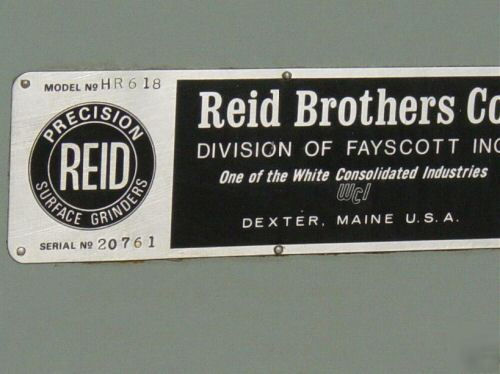 MODEL Nº HR618
PRECISION
REID
SURFACE GRINDERS
SERIAL Nº 20761
Reid Brothers Co
DIVISION OF FAYSCOTT INC
One of the White Consolidated Industries
WCI
DEXTER, MAINE U.S.A.